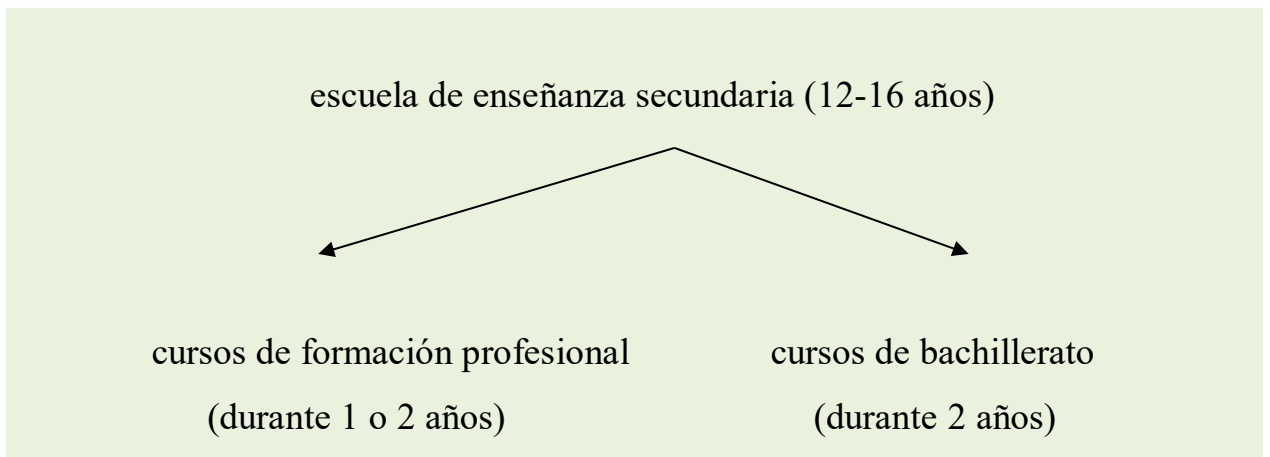 escuela de enseñanza secundaria (12-16 años)
cursos de formación profesional
(durante 1 o 2 años)
cursos de bachillerato
(durante 2 años)